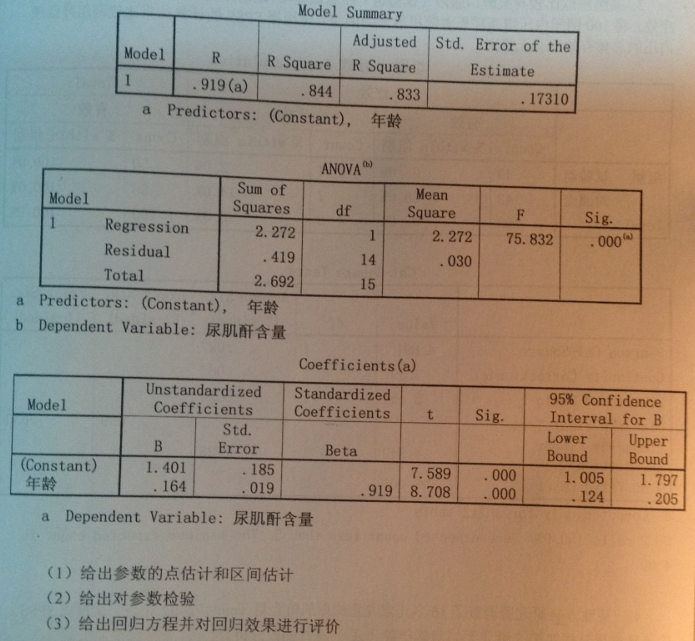 Model Summary
Model R R Square Adjusted R Square Std. Error of the Estimate
1 .919(a) .844 .833 .17310
a Predictors: (Constant), 年龄
ANOVA(b)
Model Sum of Squares df Mean Square F Sig.
1 Regression 2.272 1 2.272 75.832 .000(a)
Residual .419 14 .030
Total 2.692 15
a Predictors: (Constant), 年龄
b Dependent Variable: 尿肌酐含量
Coefficients(a)
Model Unstandardized Coefficients Standardized Coefficients t Sig. 95% Confidence Interval for B
B Std. Error Beta Lower Bound Upper Bound
(Constant) 1.401 .185 7.589 .000 1.005 1.797
年龄 .164 .019 .919 8.708 .000 .124 .205
a Dependent Variable: 尿肌酐含量
(1) 给出参数的点估计和区间估计
(2) 给出对参数检验
(3) 给出回归方程并对回归效果进行评价